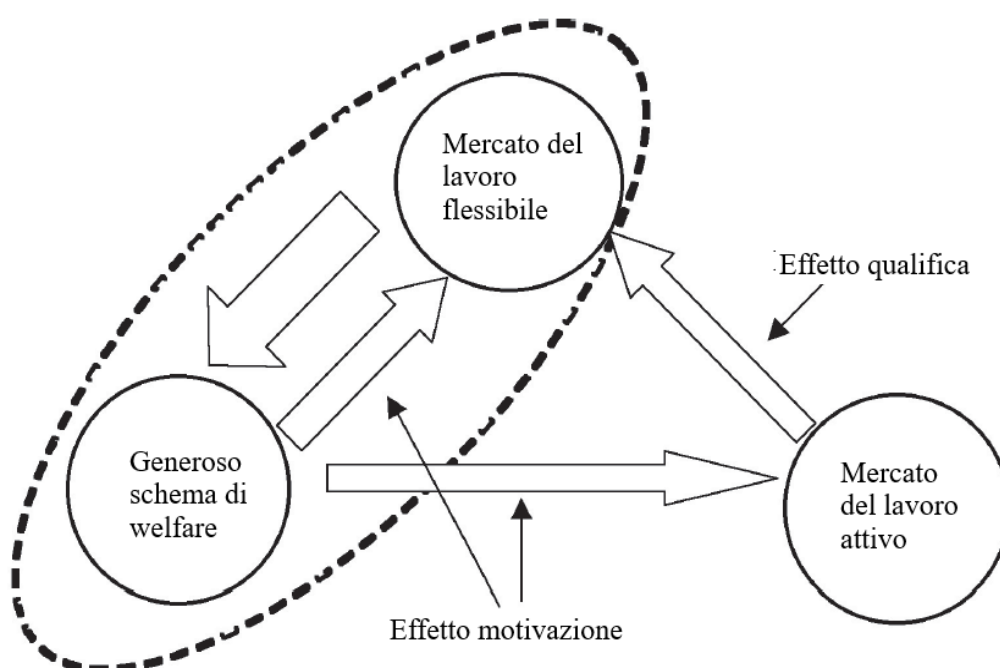 Mercato del
lavoro
flessibile
Effetto qualifica
Generoso
schema di
welfare
Mercato
del lavoro
attivo
Effetto motivazione